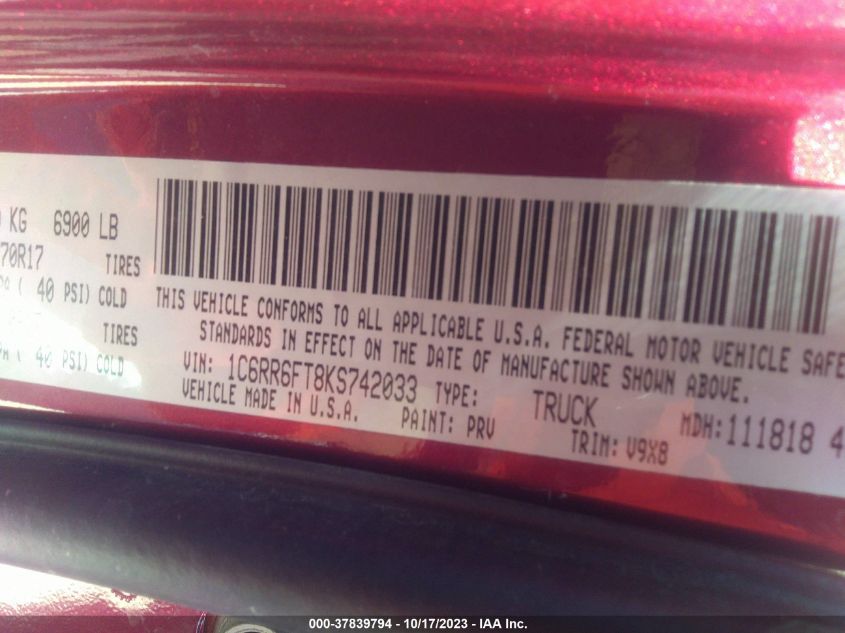 KG 6900 LB
70R17 TIRES
( 40 PSI) COLD
TIRES
( 40 PSI) COLD
THIS VEHICLE CONFORMS TO ALL APPLICABLE U.S.A. FEDERAL MOTOR VEHICLE SAFE
STANDARDS IN EFFECT ON THE DATE OF MANUFACTURE SHOWN ABOVE.
VIN: 1C6RR6FT8KS742033 TYPE: TRUCK MDH:111818 4
VEHICLE MADE IN U.S.A. PAINT: PRV TRIM: V9X8
000-37839794 - 10/17/2023 - IAA Inc.